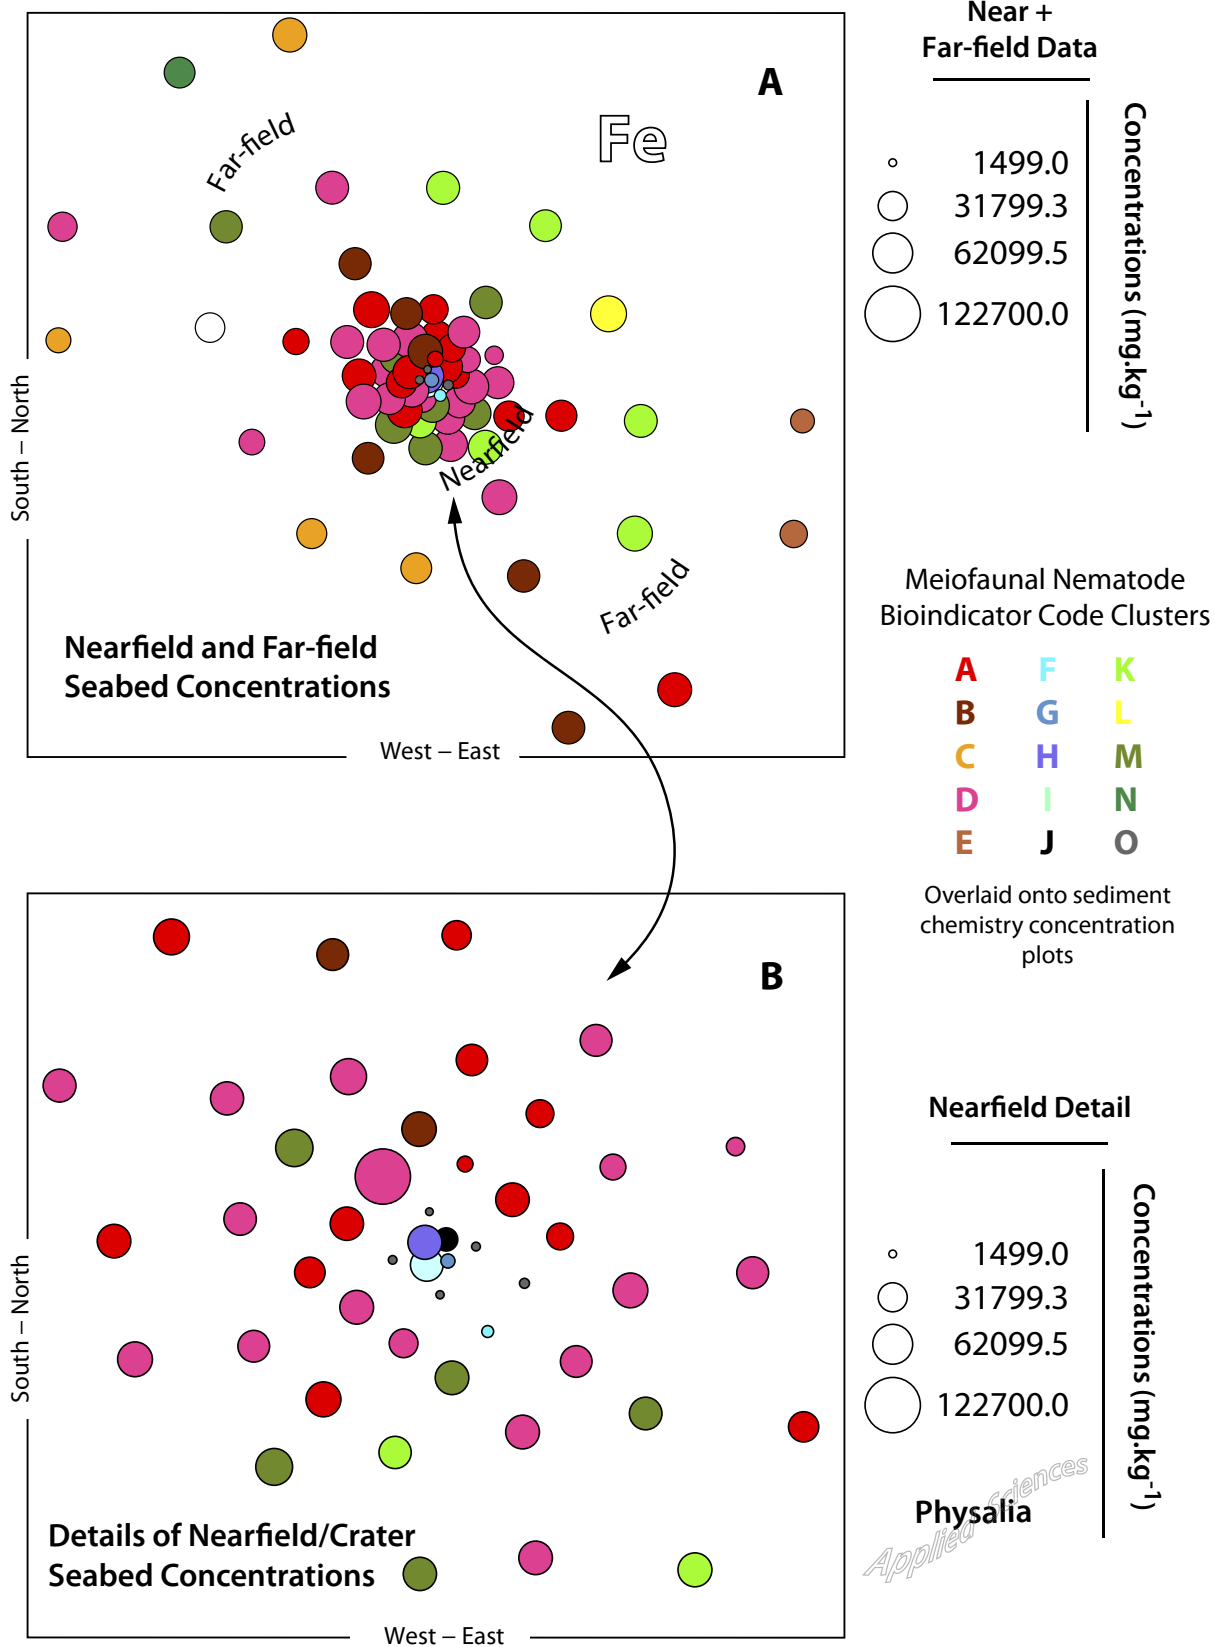 Near +
Far-field Data
A
Fe
Far-field
Concentrations (mg.kg-1)
1499.0
31799.3
62099.5
122700.0
South – North
Nearfield
Far-field
Nearfield and Far-field
Seabed Concentrations
West – East
Meiofaunal Nematode
Bioindicator Code Clusters
A F K
B G L
C H M
D I N
E J O
Overlaid onto sediment
chemistry concentration
plots
B
Nearfield Detail
Concentrations (mg.kg-1)
1499.0
31799.3
62099.5
122700.0
South – North
Physalia
Applied Sciences
Details of Nearfield/Crater
Seabed Concentrations
West – East